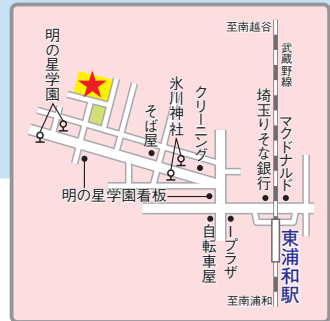 至南越谷
武蔵野線
マクドナルド
埼玉りそな銀行
東浦和駅
至南浦和
クリーニング
氷川神社
そば屋
明の星学園
明の星学園看板
ープラザ
自転車屋